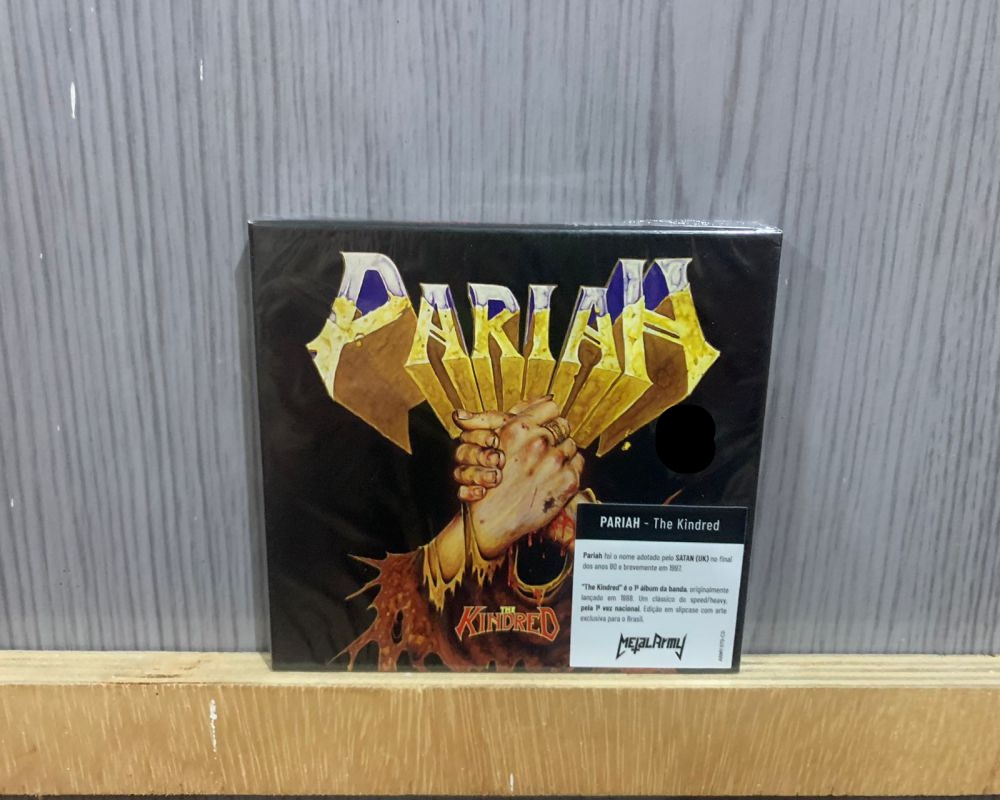 PARIAH
THE
KINDRED
PARIAH - The Kindred
Pariah foi o nome adotado pelo SATAN (UK) no final
dos anos 80 e brevemente em 1997.
"The Kindred" é o 1º álbum da banda, originalmente
lançado em 1988. Um clássico do speed/heavy,
pela 1ª vez nacional. Edição em slipcase com arte
exclusiva para o Brasil.
MetalArmy